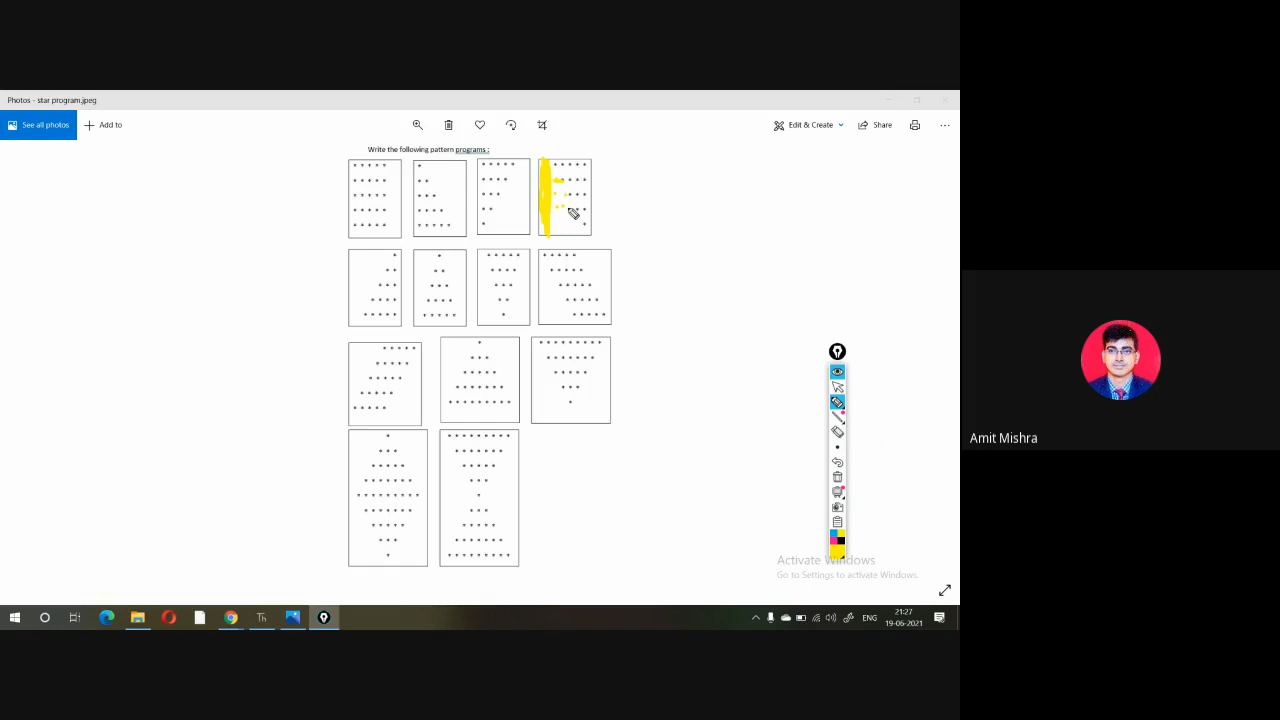 Photos - star program.jpeg
See all photos
Add to
Edit & Create
Share
Write the following pattern programs :
Amit Mishra
Activate Windows
Go to Settings to activate Windows.
Th
ENG
21:27
19-06-2021